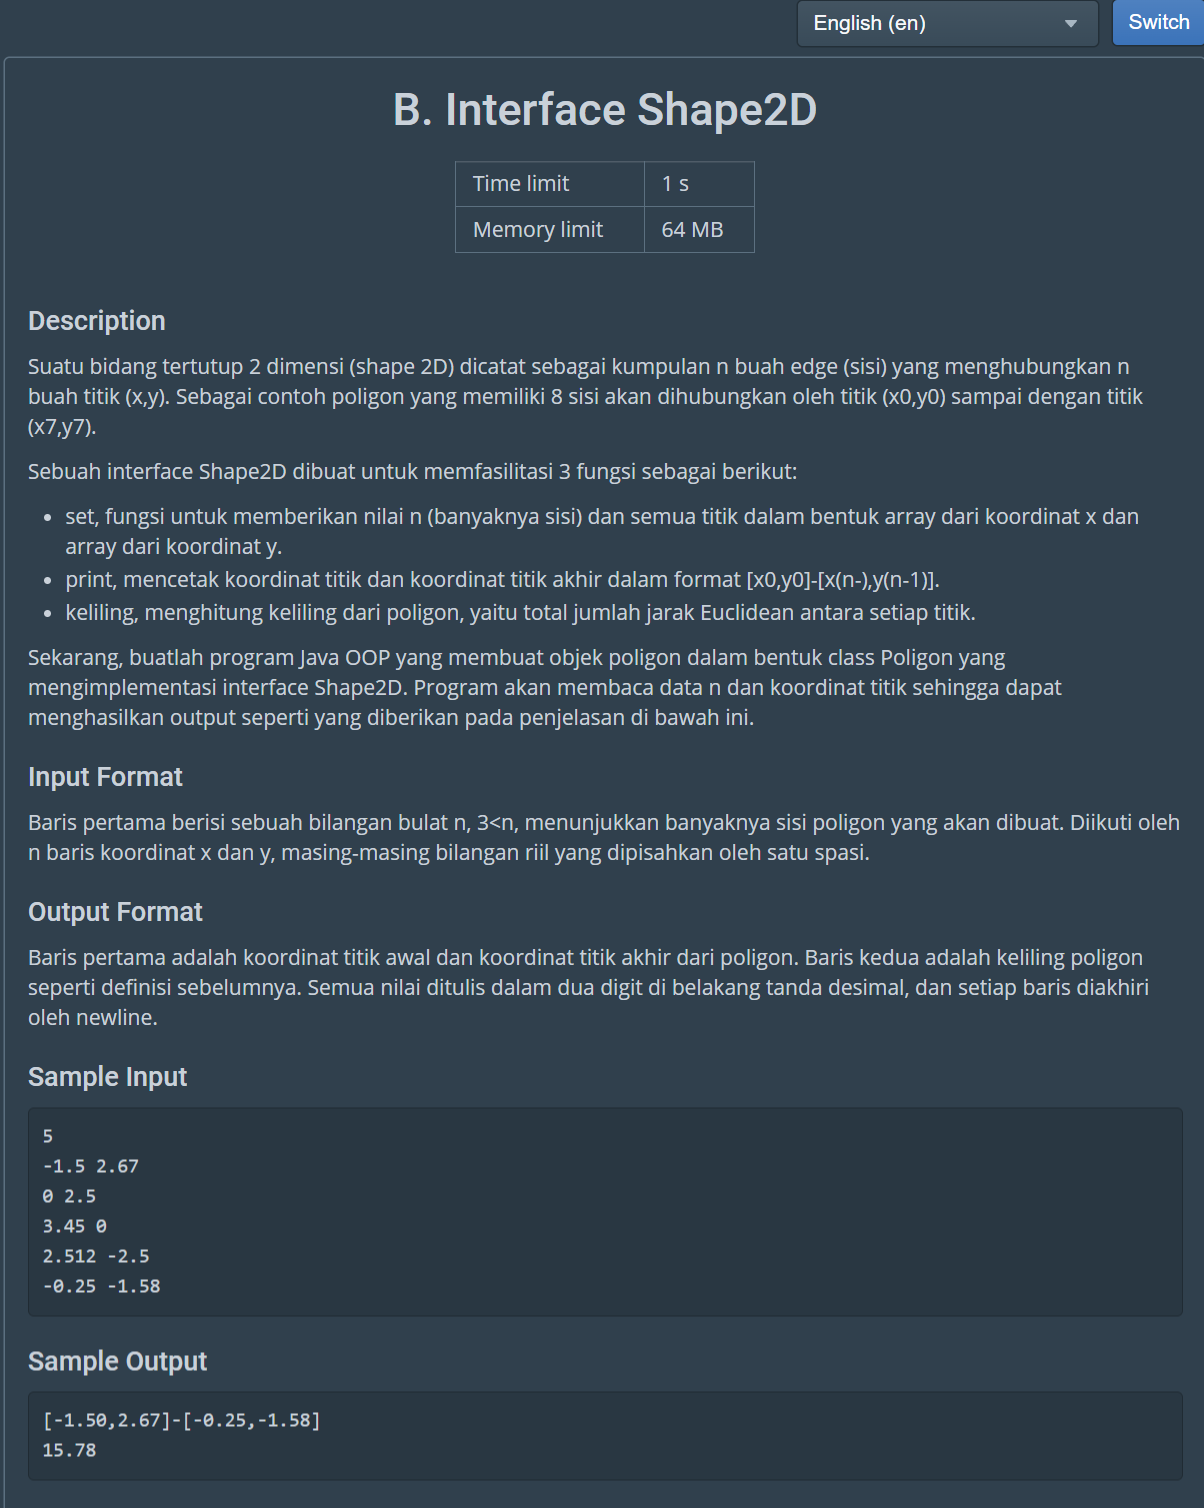 English (en)
Switch
B. Interface Shape2D
Time limit 1 s
Memory limit 64 MB
Description
Suatu bidang tertutup 2 dimensi (shape 2D) dicatat sebagai kumpulan n buah edge (sisi) yang menghubungkan n
buah titik (x,y). Sebagai contoh poligon yang memiliki 8 sisi akan dihubungkan oleh titik (x0,y0) sampai dengan titik
(x7,y7).
Sebuah interface Shape2D dibuat untuk memfasilitasi 3 fungsi sebagai berikut:
• set, fungsi untuk memberikan nilai n (banyaknya sisi) dan semua titik dalam bentuk array dari koordinat x dan
array dari koordinat y.
• print, mencetak koordinat titik dan koordinat titik akhir dalam format [x0,y0]-[x(n-),y(n-1)].
• keliling, menghitung keliling dari poligon, yaitu total jumlah jarak Euclidean antara setiap titik.
Sekarang, buatlah program Java OOP yang membuat objek poligon dalam bentuk class Poligon yang
mengimplementasi interface Shape2D. Program akan membaca data n dan koordinat titik sehingga dapat
menghasilkan output seperti yang diberikan pada penjelasan di bawah ini.
Input Format
Baris pertama berisi sebuah bilangan bulat n, 3<n, menunjukkan banyaknya sisi poligon yang akan dibuat. Diikuti oleh
n baris koordinat x dan y, masing-masing bilangan riil yang dipisahkan oleh satu spasi.
Output Format
Baris pertama adalah koordinat titik awal dan koordinat titik akhir dari poligon. Baris kedua adalah keliling poligon
seperti definisi sebelumnya. Semua nilai ditulis dalam dua digit di belakang tanda desimal, dan setiap baris diakhiri
oleh newline.
Sample Input
5
-1.5 2.67
0 2.5
3.45 0
2.512 -2.5
-0.25 -1.58
Sample Output
[-1.50,2.67]-[-0.25,-1.58]
15.78